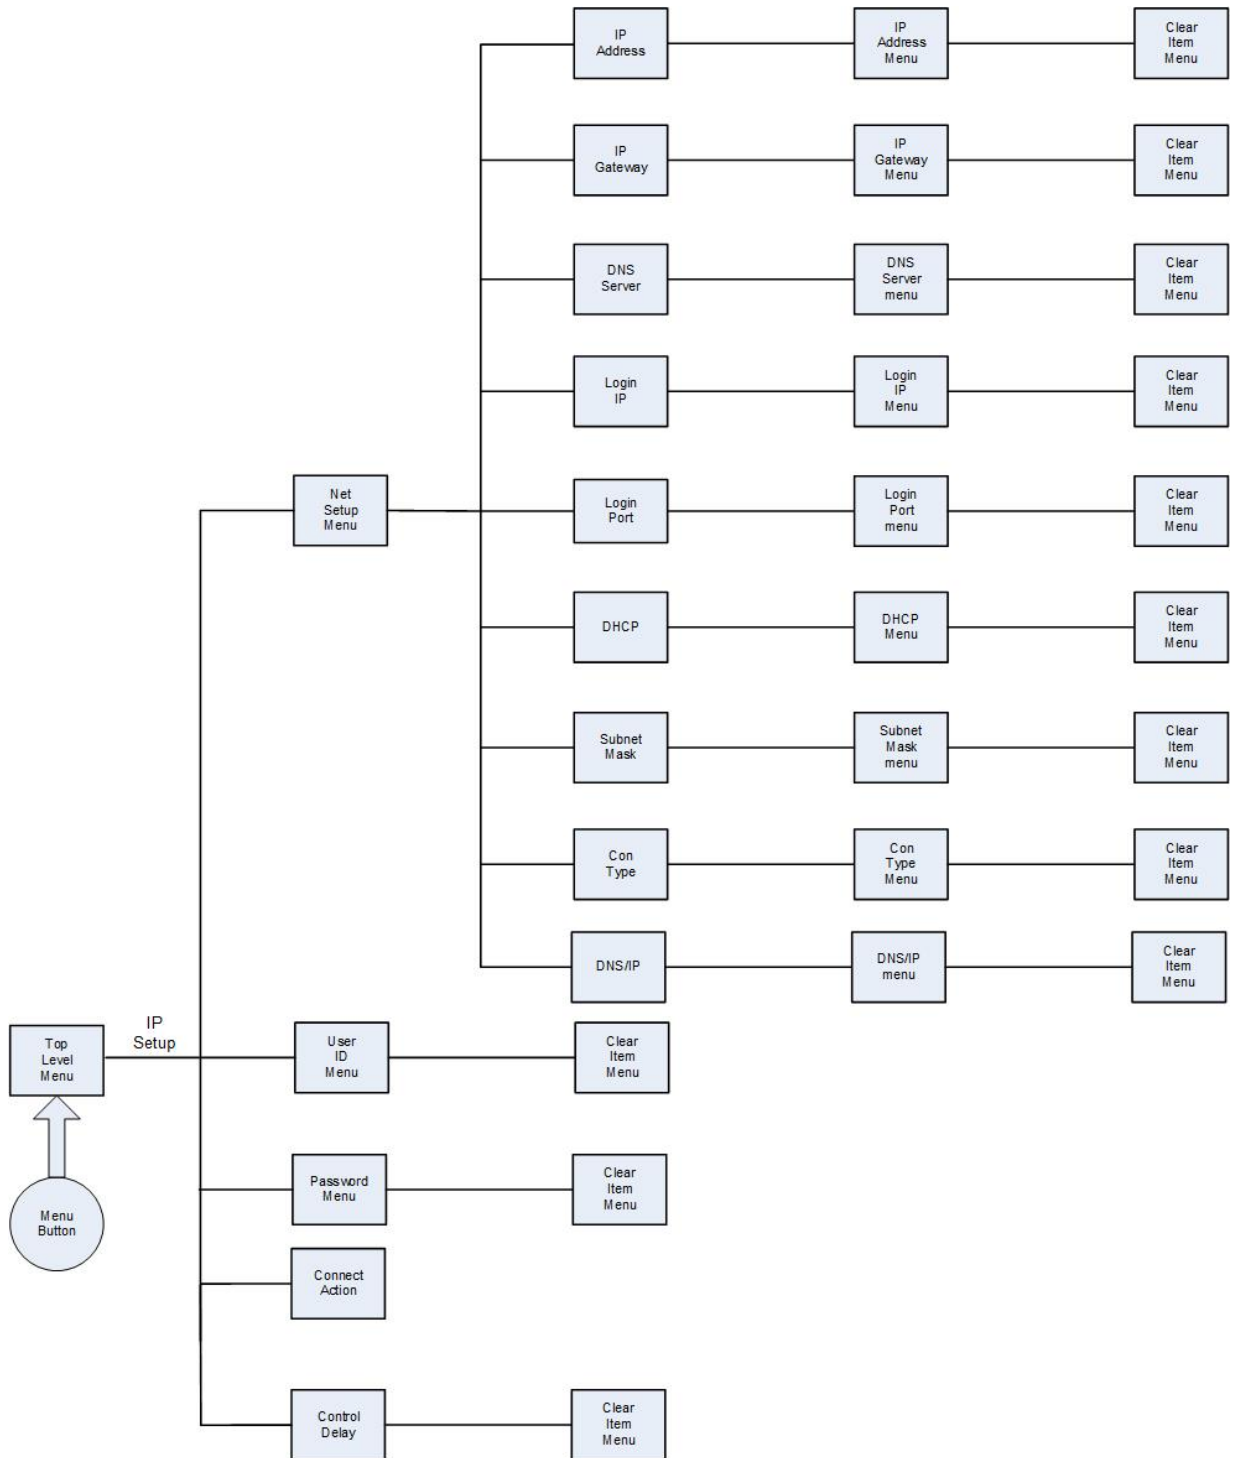 IP
Address
IP
Address
Menu
Clear
Item
Menu
IP
Gateway
IP
Gateway
Menu
Clear
Item
Menu
DNS
Server
DNS
Server
menu
Clear
Item
Menu
Login
IP
Login
IP
Menu
Clear
Item
Menu
Net
Setup
Menu
Login
Port
Login
Port
menu
Clear
Item
Menu
DHCP
DHCP
Menu
Clear
Item
Menu
Subnet
Mask
Subnet
Mask
menu
Clear
Item
Menu
Con
Type
Con
Type
Menu
Clear
Item
Menu
DNS/IP
DNS/IP
menu
Clear
Item
Menu
Top
Level
Menu
IP
Setup
User
ID
Menu
Clear
Item
Menu
Menu
Button
Password
Menu
Clear
Item
Menu
Connect
Action
Control
Delay
Clear
Item
Menu